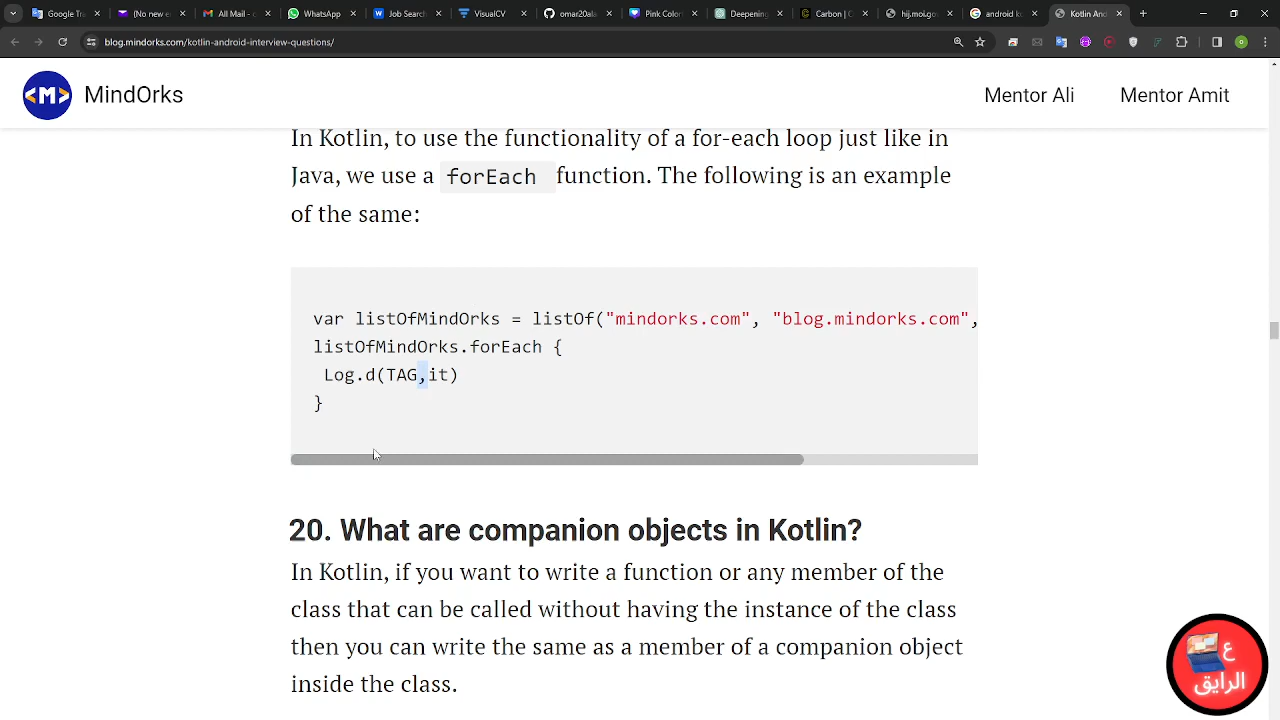 Google Tra
(No new e
All Mail - o
WhatsApp
Job Search
VisualCV
omar20ala
Pink Color
Deepening
Carbon | C
hij.moi.go
android k
Kotlin And
blog.mindorks.com/kotlin-android-interview-questions/
<M> MindOrks
Mentor Ali
Mentor Amit
In Kotlin, to use the functionality of a for-each loop just like in
Java, we use a forEach function. The following is an example
of the same:
var listOfMindOrks = listOf("mindorks.com", "blog.mindorks.com",
listOfMindOrks.forEach {
Log.d(TAG,it)
}
20. What are companion objects in Kotlin?
In Kotlin, if you want to write a function or any member of the
class that can be called without having the instance of the class
then you can write the same as a member of a companion object
inside the class.
ع
الرايق